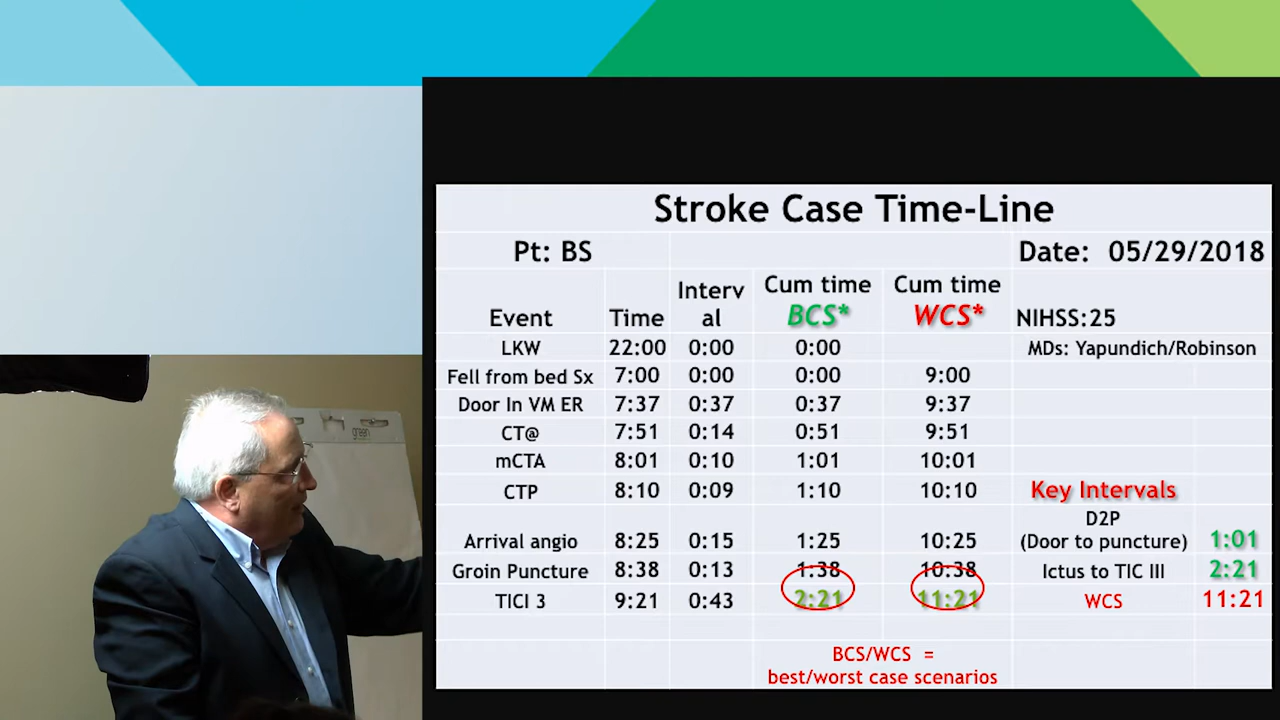 Stroke Case Time-Line
Pt: BS Date: 05/29/2018
Event Time Interv
al Cum time
BCS* Cum time
WCS* NIHSS:25
LKW 22:00 0:00 0:00 MDs: Yapundich/Robinson
Fell from bed Sx 7:00 0:00 0:00 9:00
Door In VM ER 7:37 0:37 0:37 9:37
CT@ 7:51 0:14 0:51 9:51
mCTA 8:01 0:10 1:01 10:01
CTP 8:10 0:09 1:10 10:10 Key Intervals
Arrival angio 8:25 0:15 1:25 10:25 D2P
(Door to puncture) 1:01
Groin Puncture 8:38 0:13 1:38 10:38 Ictus to TIC III 2:21
TICI 3 9:21 0:43 2:21 11:21 WCS 11:21
BCS/WCS =
best/worst case scenarios